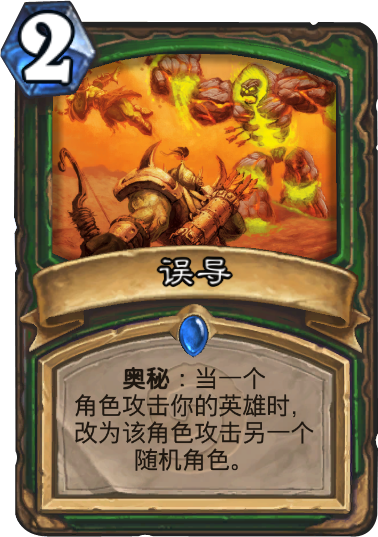 2
误导
奥秘：当一个
角色攻击你的英雄时，
改为该角色攻击另一个
随机角色。